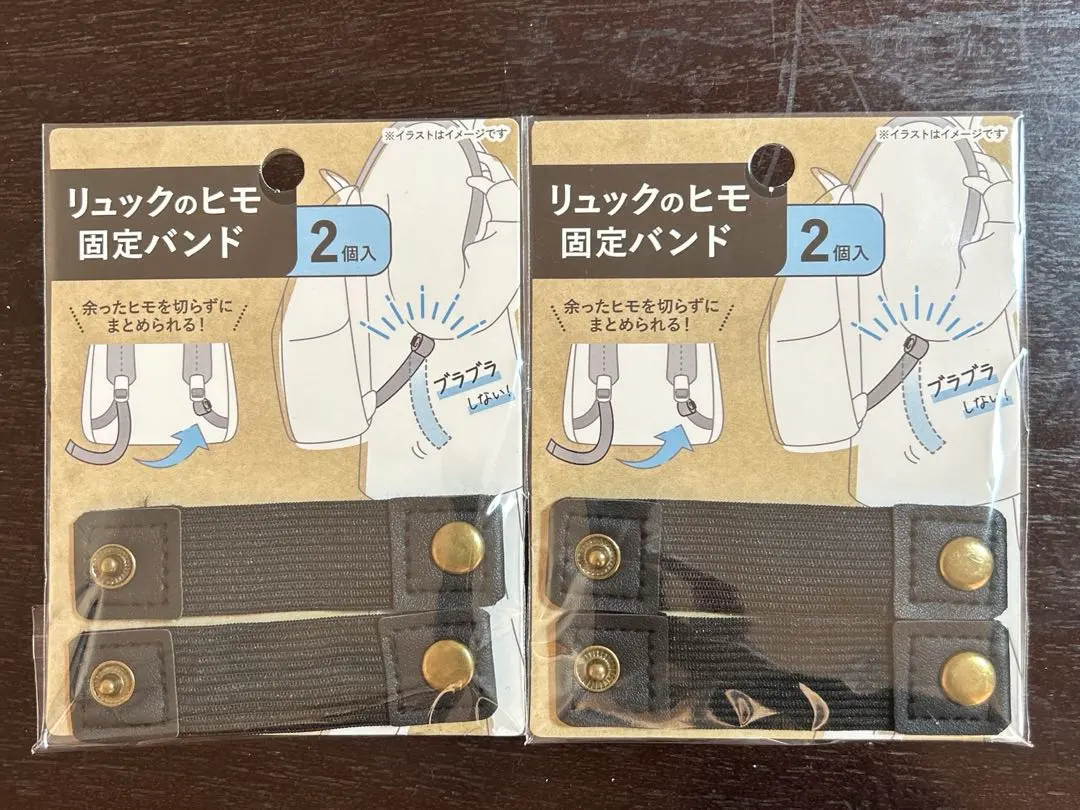 ※イラストはイメージです
リュックのヒモ
固定バンド
2個入
余ったヒモを切らずに
まとめられる!
ブラブラ
しない!
※イラストはイメージです
リュックのヒモ
固定バンド
2個入
余ったヒモを切らずに
まとめられる!
ブラブラ
しない!